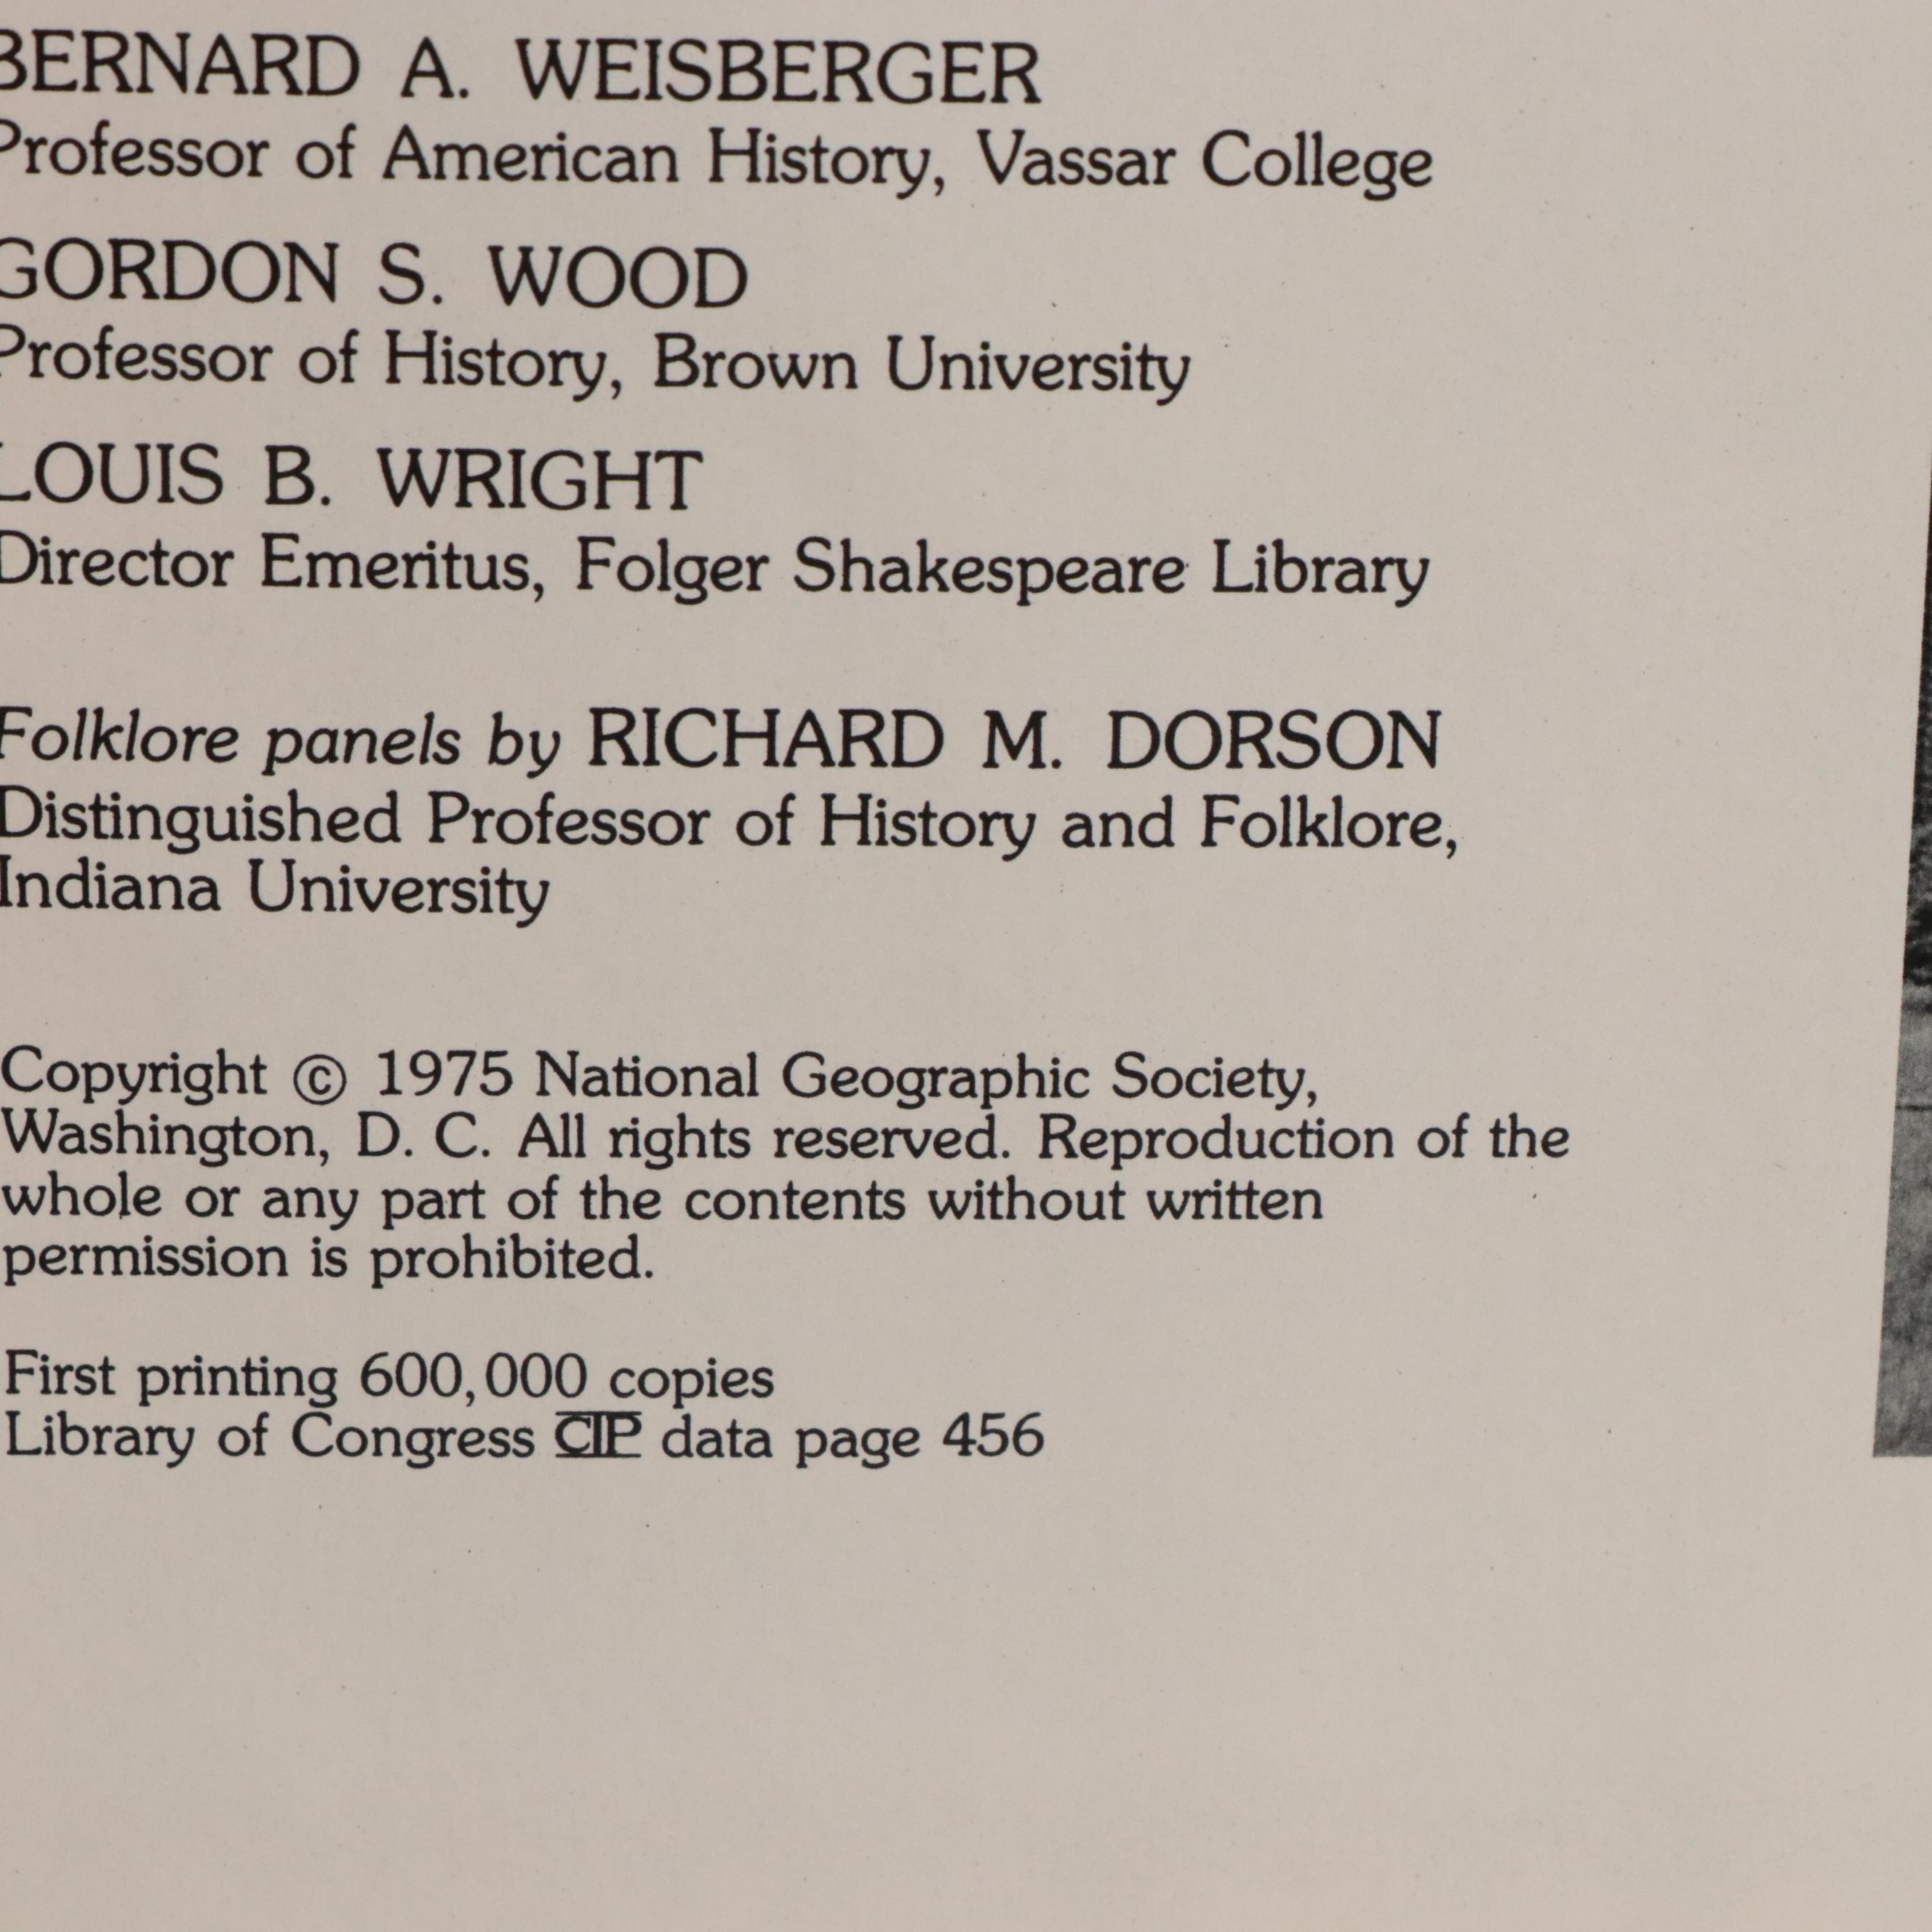 BERNARD A. WEISBERGER
Professor of American History, Vassar College
GORDON S. WOOD
Professor of History, Brown University
LOUIS B. WRIGHT
Director Emeritus, Folger Shakespeare Library
Folklore panels by RICHARD M. DORSON
Distinguished Professor of History and Folklore,
Indiana University
Copyright © 1975 National Geographic Society,
Washington, D. C. All rights reserved. Reproduction of the
whole or any part of the contents without written
permission is prohibited.
First printing 600,000 copies
Library of Congress CIP data page 456